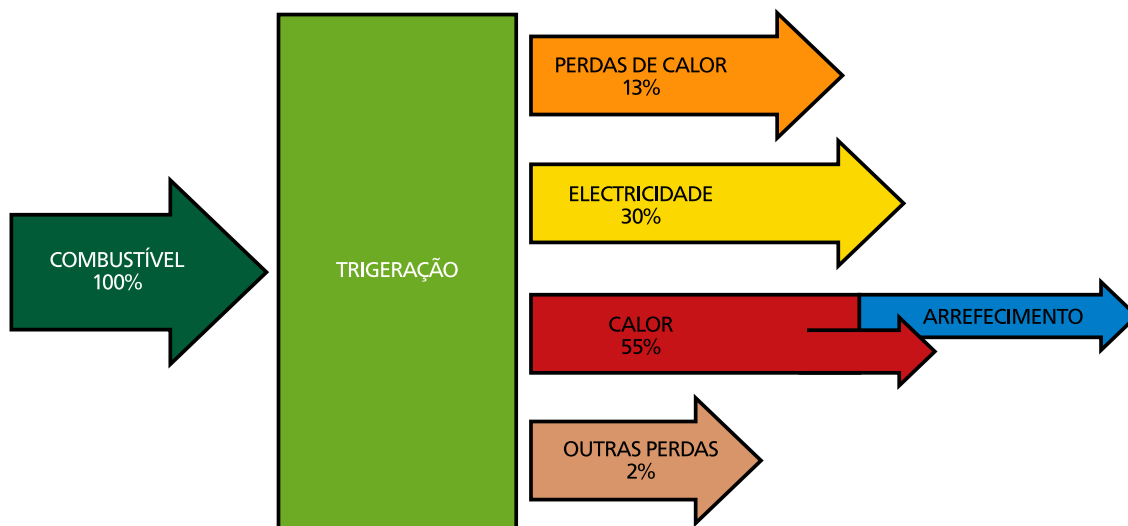 COMBUSTÍVEL
100%
TRIGERAÇÃO
PERDAS DE CALOR
13%
ELECTRICIDADE
30%
CALOR
55%
ARREFECIMENTO
OUTRAS PERDAS
2%